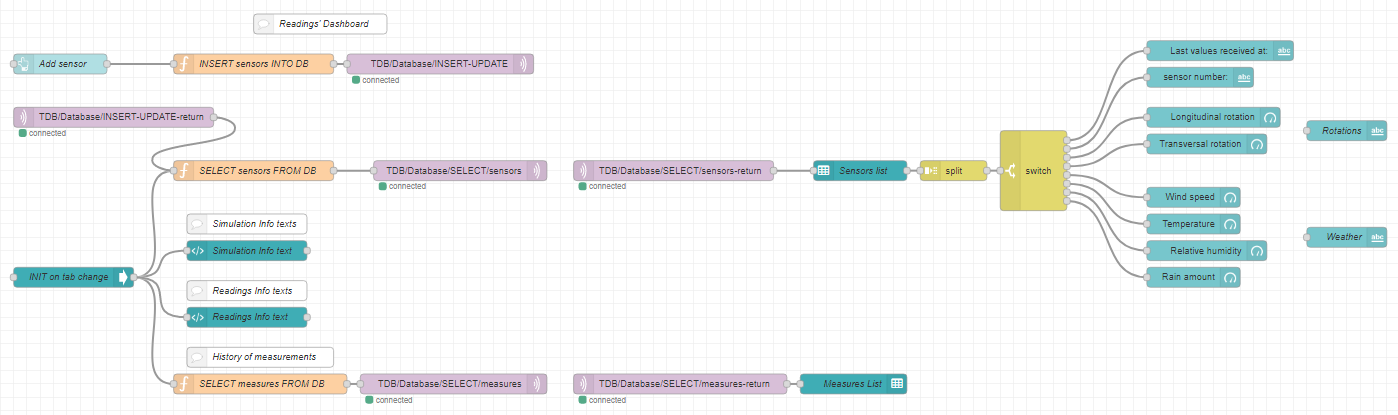 Readings' Dashboard
Add sensor
INSERT sensors INTO DB
TDB/Database/INSERT-UPDATE
connected
Last values received at:
abc
sensor number:
abc
TDB/Database/INSERT-UPDATE-return
connected
Longitudinal rotation
Rotations
abc
Transversal rotation
SELECT sensors FROM DB
TDB/Database/SELECT/sensors
connected
TDB/Database/SELECT/sensors-return
connected
Sensors list
split
switch
Wind speed
Simulation Info texts
Temperature
Weather
abc
Simulation Info text
Relative humidity
INIT on tab change
Rain amount
Readings Info texts
Readings Info text
History of measurements
SELECT measures FROM DB
TDB/Database/SELECT/measures
connected
TDB/Database/SELECT/measures-return
connected
Measures List